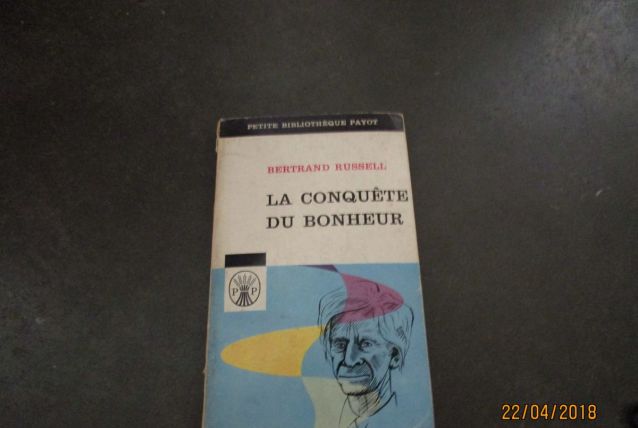 PETITE BIBLIOTHÈQUE PAYOT
BERTRAND RUSSELL
LA CONQUÊTE
DU BONHEUR
P P
22/04/2018